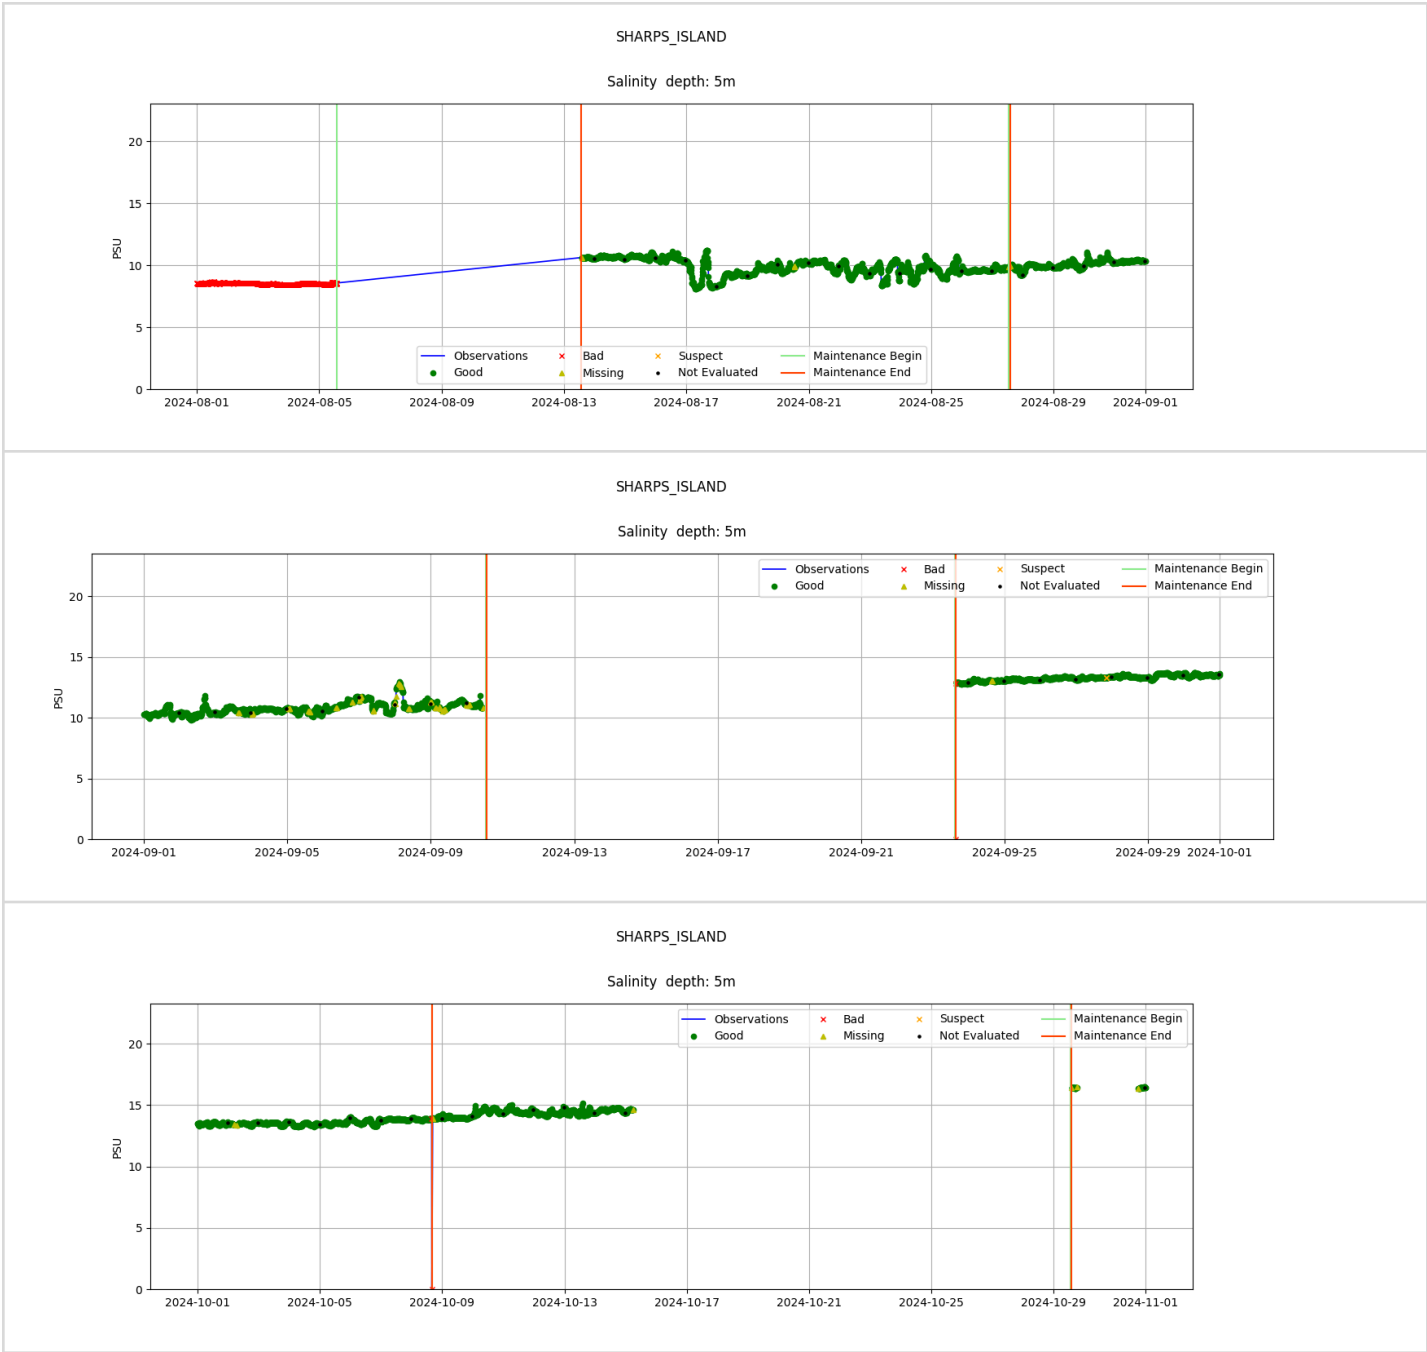 SHARPS_ISLAND
Salinity depth: 5m
20
15
10
5
0
PSU
Observations Bad Suspect Maintenance Begin
Good Missing Not Evaluated Maintenance End
2024-08-01 2024-08-05 2024-08-09 2024-08-13 2024-08-17 2024-08-21 2024-08-25 2024-08-29 2024-09-01
SHARPS_ISLAND
Salinity depth: 5m
Observations Bad Suspect Maintenance Begin
Good Missing Not Evaluated Maintenance End
20
15
10
5
0
PSU
2024-09-01 2024-09-05 2024-09-09 2024-09-13 2024-09-17 2024-09-21 2024-09-25 2024-09-29 2024-10-01
SHARPS_ISLAND
Salinity depth: 5m
Observations Bad Suspect Maintenance Begin
Good Missing Not Evaluated Maintenance End
20
15
10
5
0
PSU
2024-10-01 2024-10-05 2024-10-09 2024-10-13 2024-10-17 2024-10-21 2024-10-25 2024-10-29 2024-11-01